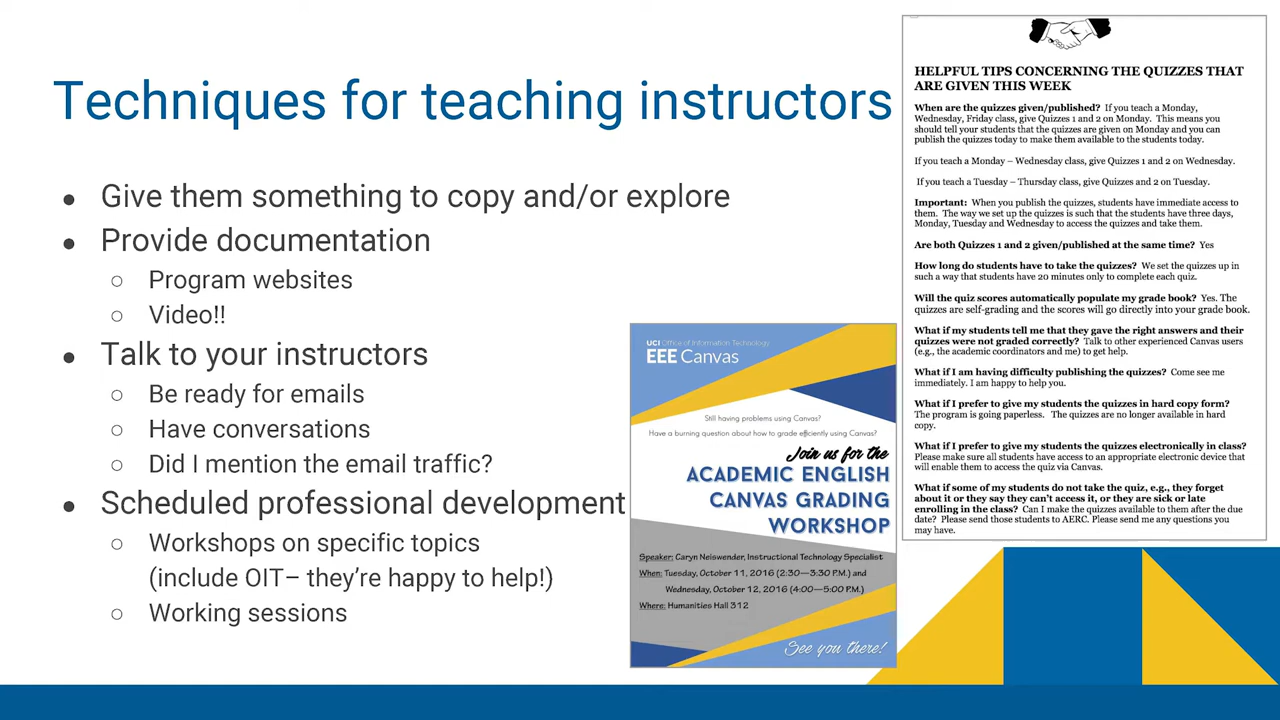 Techniques for teaching instructors
● Give them something to copy and/or explore
● Provide documentation
○ Program websites
○ Video!!
● Talk to your instructors
○ Be ready for emails
○ Have conversations
○ Did I mention the email traffic?
● Scheduled professional development
○ Workshops on specific topics
(include OIT– they’re happy to help!)
○ Working sessions
UCI Office of Information Technology
EEE Canvas
Still having problems using Canvas?
Have a burning question about how to grade efficiently using Canvas?
Join us for the
ACADEMIC ENGLISH
CANVAS GRADING
WORKSHOP
Speaker: Caryn Neiswender, Instructional Technology Specialist
When: Tuesday, October 11, 2016 (2:30—3:30 P.M.) and
Wednesday, October 12, 2016 (4:00—5:00 P.M.)
Where: Humanities Hall 312
See you there!
HELPFUL TIPS CONCERNING THE QUIZZES THAT
ARE GIVEN THIS WEEK
When are the quizzes given/published? If you teach a Monday,
Wednesday, Friday class, give Quizzes 1 and 2 on Monday. This means you
should tell your students that the quizzes are given on Monday and you can
publish the quizzes today to make them available to the students today.
If you teach a Monday – Wednesday class, give Quizzes 1 and 2 on Wednesday.
If you teach a Tuesday – Thursday class, give Quizzes and 2 on Tuesday.
Important: When you publish the quizzes, students have immediate access to
them. The way we set up the quizzes is such that the students have three days,
Monday, Tuesday and Wednesday to access the quizzes and take them.
Are both Quizzes 1 and 2 given/published at the same time? Yes
How long do students have to take the quizzes? We set the quizzes up in
such a way that students have 20 minutes only to complete each quiz.
Will the quiz scores automatically populate my grade book? Yes. The
quizzes are self-grading and the scores will go directly into your grade book.
What if my students tell me that they gave the right answers and their
quizzes were not graded correctly? Talk to other experienced Canvas users
(e.g., the academic coordinators and me) to get help.
What if I am having difficulty publishing the quizzes? Come see me
immediately. I am happy to help you.
What if I prefer to give my students the quizzes in hard copy form?
The program is going paperless. The quizzes are no longer available in hard
copy.
What if I prefer to give my students the quizzes electronically in class?
Please make sure all students have access to an appropriate electronic device that
will enable them to access the quiz via Canvas.
What if some of my students do not take the quiz, e.g., they forget
about it or they say they can’t access it, or they are sick or late
enrolling in the class? Can I make the quizzes available to them after the due
date? Please send those students to AERC. Please send me any questions you
may have.